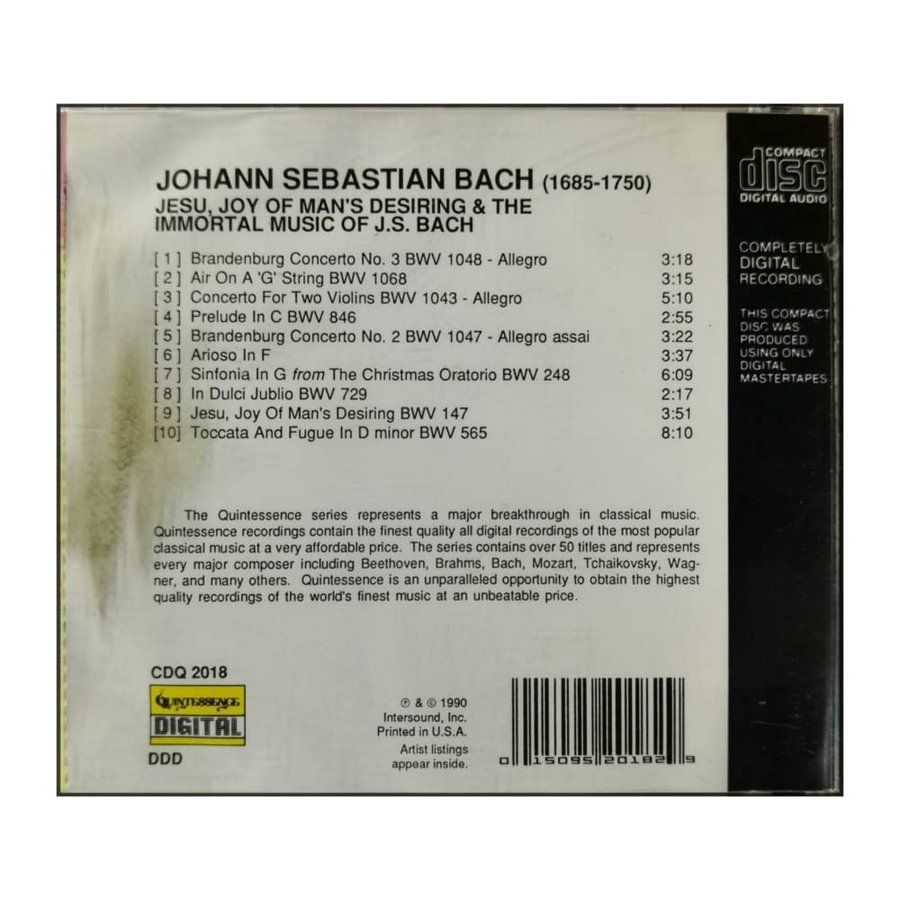 JOHANN SEBASTIAN BACH (1685-1750)
JESU, JOY OF MAN'S DESIRING & THE
IMMORTAL MUSIC OF J.S. BACH
[ 1 ] Brandenburg Concerto No. 3 BWV 1048 - Allegro 3:18
[ 2 ] Air On A 'G' String BWV 1068 3:15
[ 3 ] Concerto For Two Violins BWV 1043 - Allegro 5:10
[ 4 ] Prelude In C BWV 846 2:55
[ 5 ] Brandenburg Concerto No. 2 BWV 1047 - Allegro assai 3:22
[ 6 ] Arioso In F 3:37
[ 7 ] Sinfonia In G from The Christmas Oratorio BWV 248 6:09
[ 8 ] In Dulci Jublio BWV 729 2:17
[ 9 ] Jesu, Joy Of Man's Desiring BWV 147 3:51
[10] Toccata And Fugue In D minor BWV 565 8:10
The Quintessence series represents a major breakthrough in classical music.
Quintessence recordings contain the finest quality all digital recordings of the most popular
classical music at a very affordable price. The series contains over 50 titles and represents
every major composer including Beethoven, Brahms, Bach, Mozart, Tchaikovsky, Wag-
ner, and many others. Quintessence is an unparalleled opportunity to obtain the highest
quality recordings of the world's finest music at an unbeatable price.
CDQ 2018
QUINTESSENCE
DIGITAL
DDD
℗ & © 1990
Intersound, Inc.
Printed in U.S.A.
Artist listings
appear inside.
0 15095 20182 9
COMPACT
disc
DIGITAL AUDIO
COMPLETELY
DIGITAL
RECORDING
THIS COMPACT
DISC WAS
PRODUCED
USING ONLY
DIGITAL
MASTERTAPES